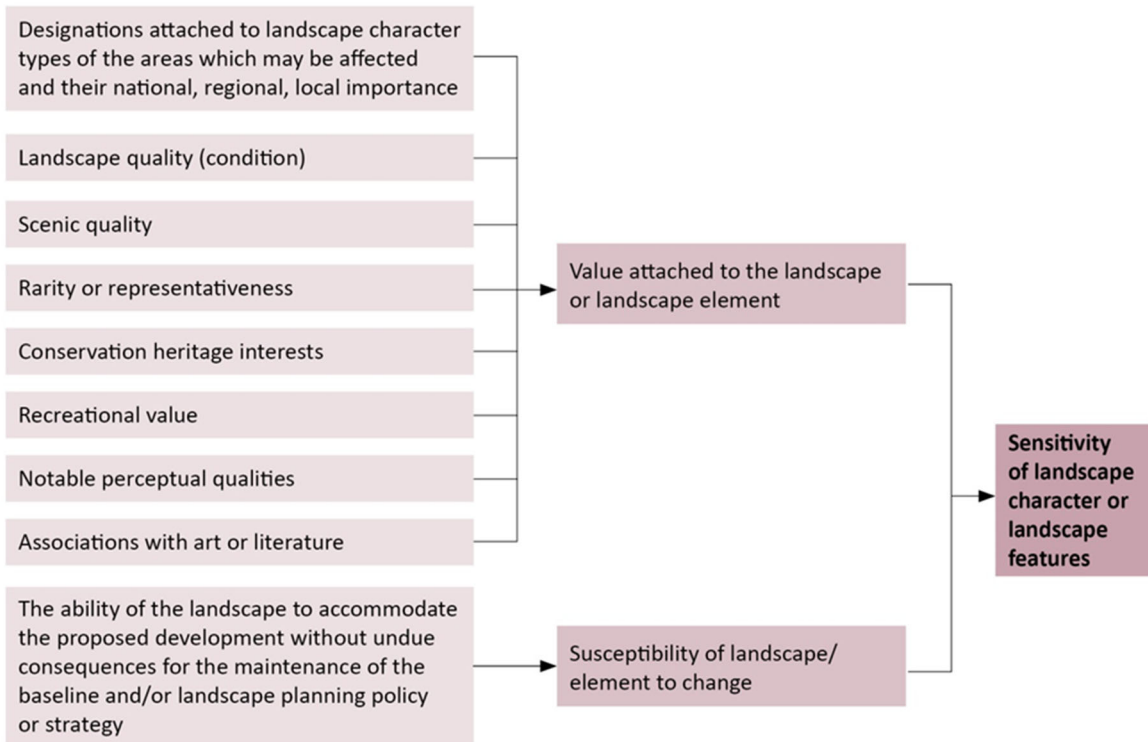 Designations attached to landscape character
types of the areas which may be affected
and their national, regional, local importance
Landscape quality (condition)
Scenic quality
Rarity or representativeness
Conservation heritage interests
Recreational value
Notable perceptual qualities
Associations with art or literature
The ability of the landscape to accommodate
the proposed development without undue
consequences for the maintenance of the
baseline and/or landscape planning policy
or strategy
Value attached to the landscape
or landscape element
Susceptibility of landscape/
element to change
Sensitivity
of landscape
character or
landscape
features